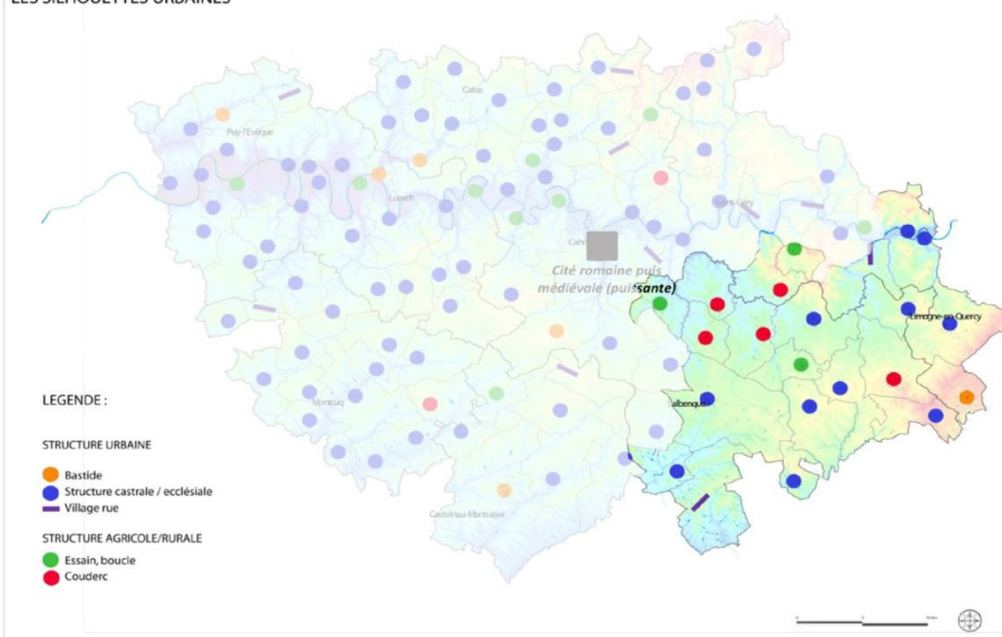 LES SILHOUETTES URBAINES
Catus
Puy-l'Evêque
Luzech
Cité romaine puis
médiévale (puissante)
Limogne-en-Quercy
Lalbenque
Montcuq
Castelnau-Montratier
LEGENDE :
STRUCTURE URBAINE
Bastide
Structure castrale / ecclésiale
Village rue
STRUCTURE AGRICOLE/RURALE
Essain, boucle
Couderc